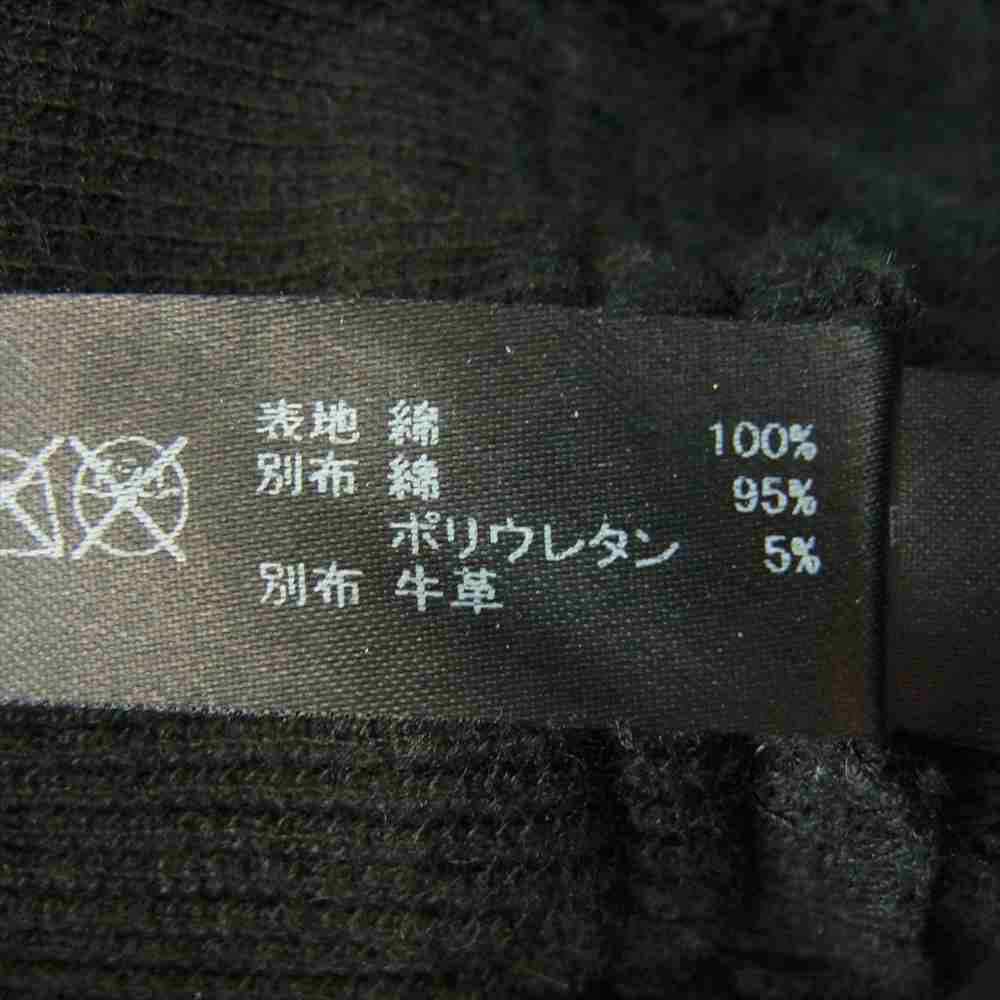 表地 綿 100%
別布 綿 95%
ポリウレタン 5%
別布 牛革